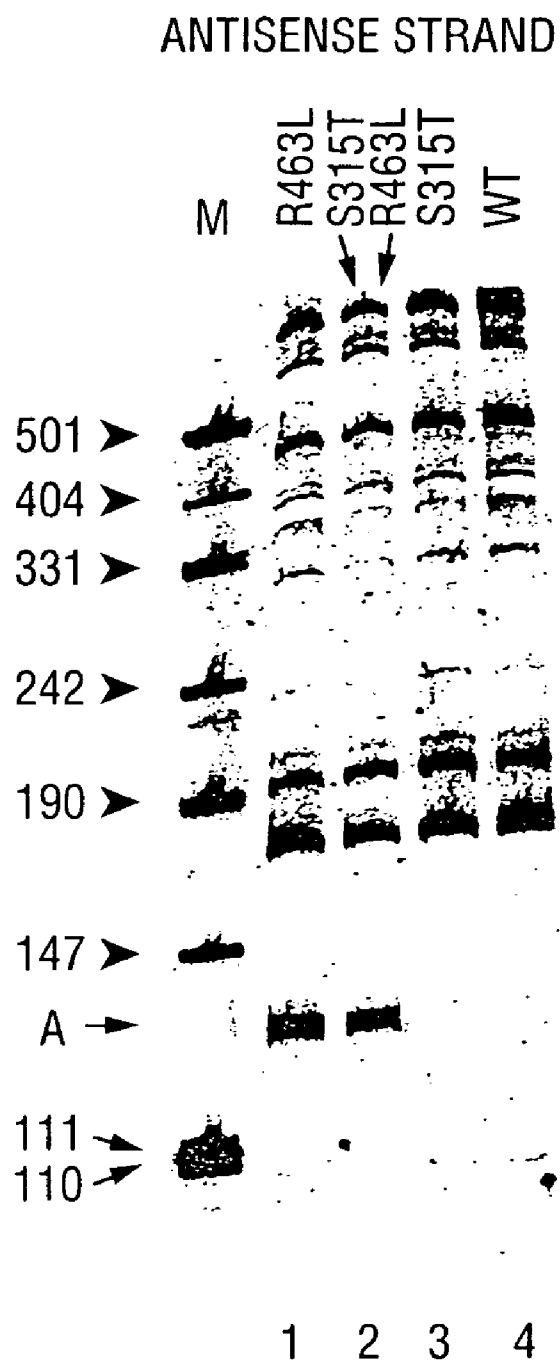 ANTISENSE STRAND
M
R463L
S315T
R463L
S315T
WT
501
404
331
242
190
147
A
111
110
1 2 3 4